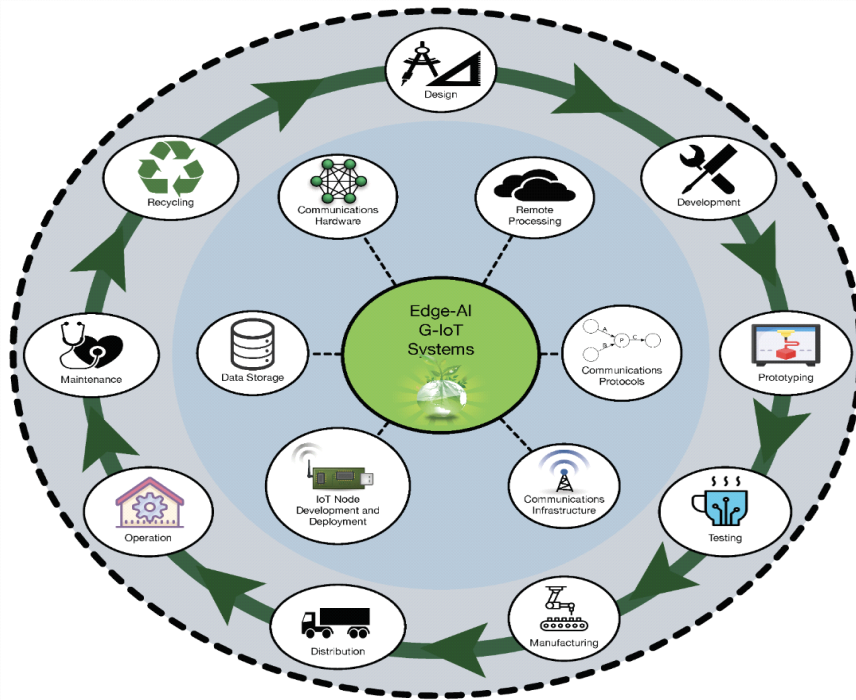 Design
Recycling
Development
Communications
Hardware
Remote
Processing
Edge-AI
G-IoT
Systems
Maintenance
Data Storage
A
B
P
C
Communications
Protocols
Prototyping
IoT Node
Development and
Deployment
Communications
Infrastructure
Operation
Testing
Distribution
Manufacturing